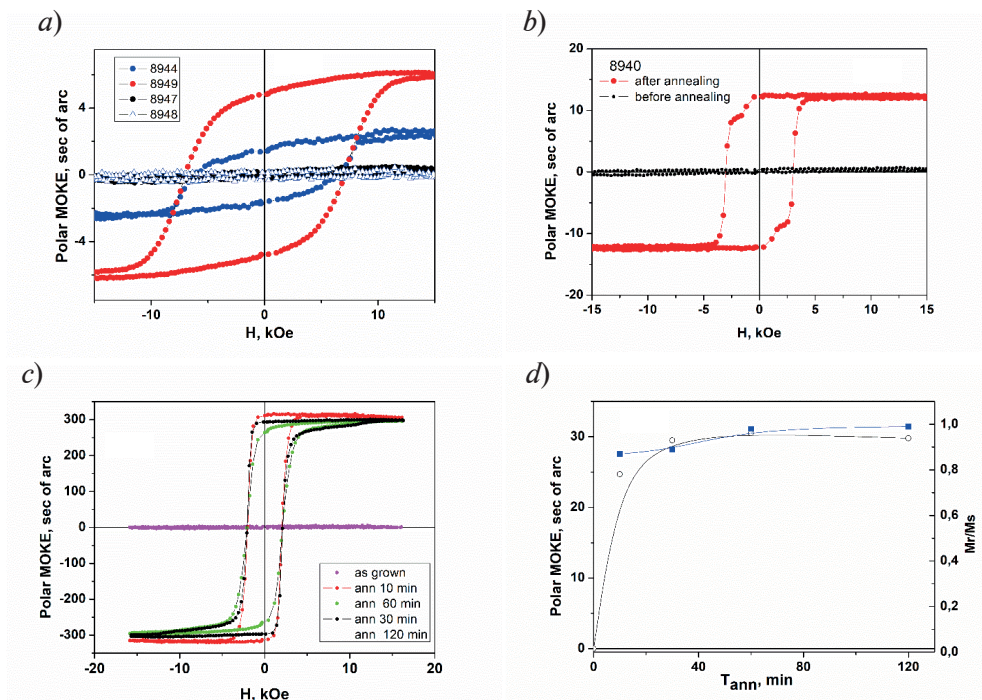 a)
8944
8949
8947
8948
Polar MOKE, sec of arc
4
0
-4
-10
0
10
H, kOe
b)
8940
after annealing
before annealing
Polar MOKE, sec of arc
20
10
0
-10
-20
-15
-10
-5
0
5
10
15
H, kOe
c)
as grown
ann 10 min
ann 60 min
ann 30 min
ann 120 min
Polar MOKE, sec of arc
300
200
100
0
-100
-200
-300
-20
-10
0
10
20
H, kOe
d)
Polar MOKE, sec of arc
30
20
10
0
0
40
80
120
T_ann, min
Mr/Ms
1,0
0,8
0,6
0,4
0,2
0,0